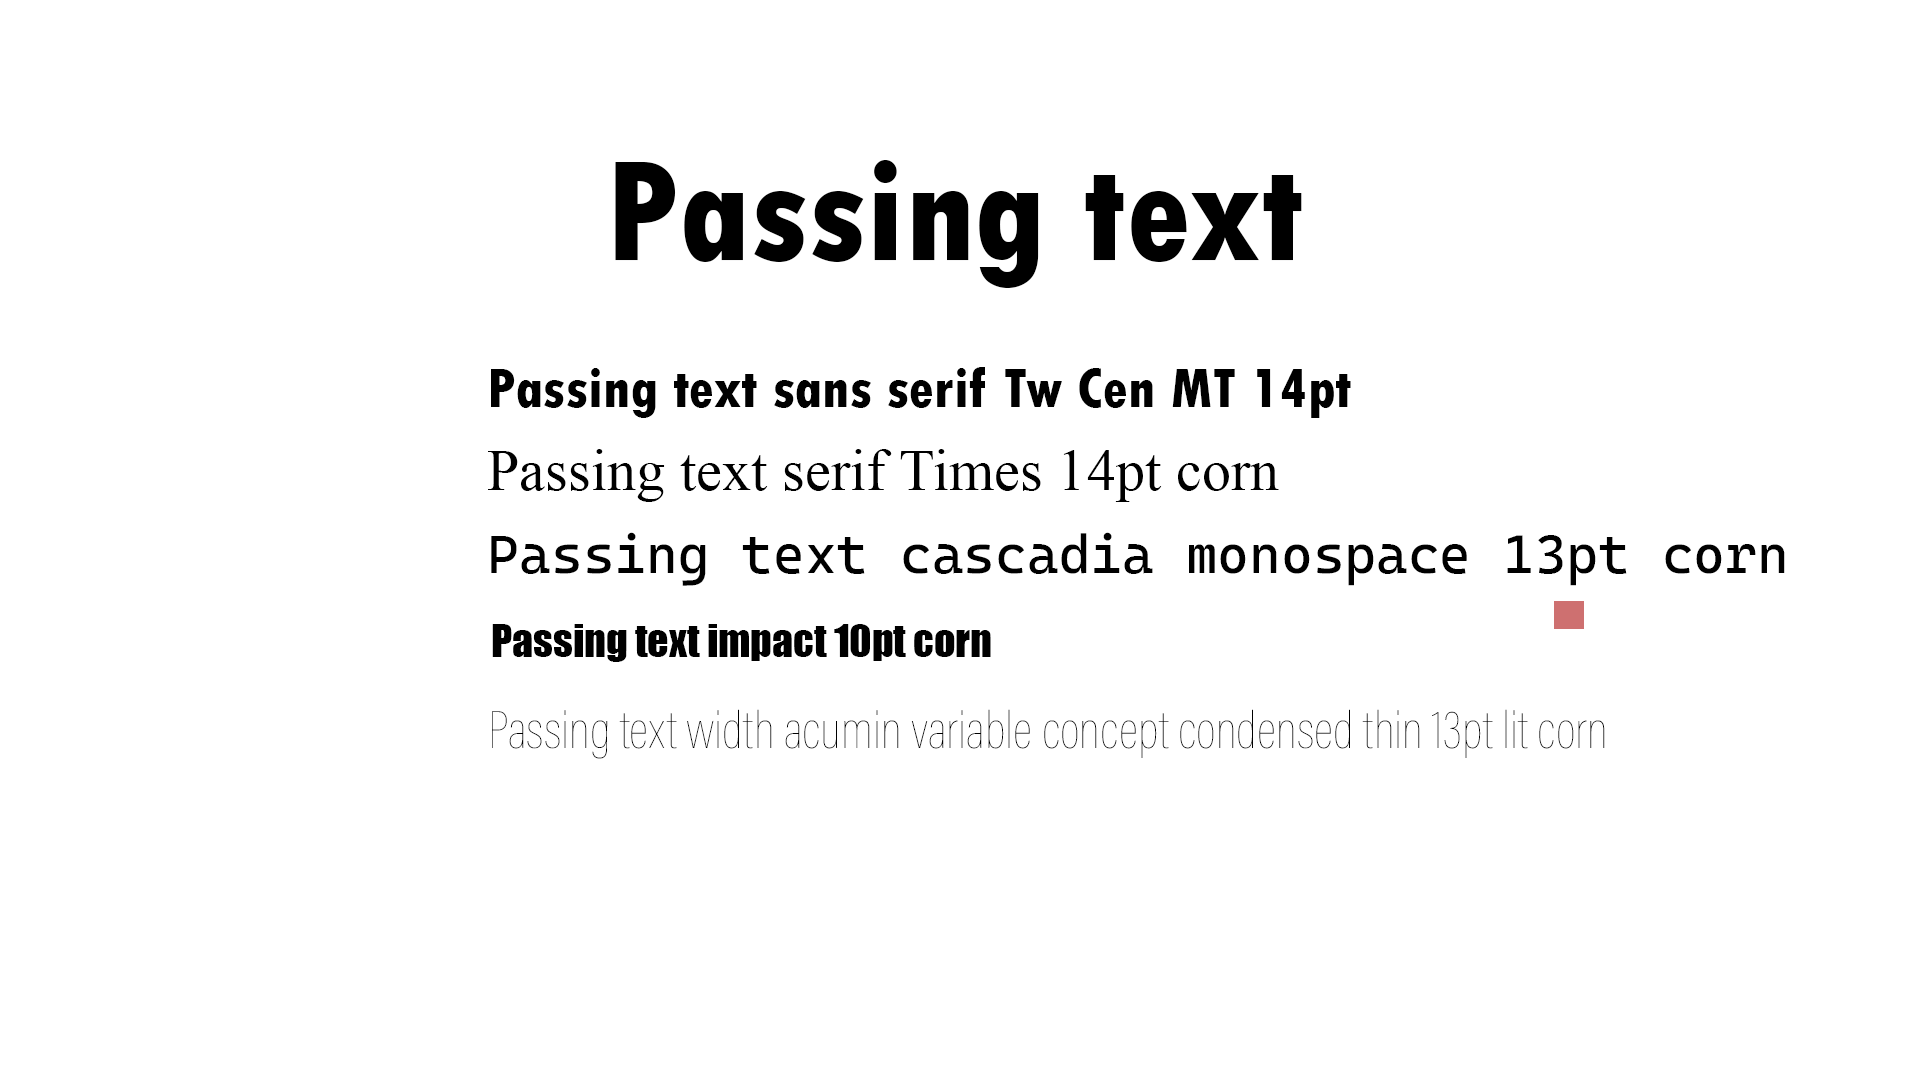 Passing text
Passing text sans serif Tw Cen MT 14pt
Passing text serif Times 14pt corn
Passing text cascadia monospace 13pt corn
Passing text impact 10pt corn
Passing text width acumin variable concept condensed thin 13pt lit corn